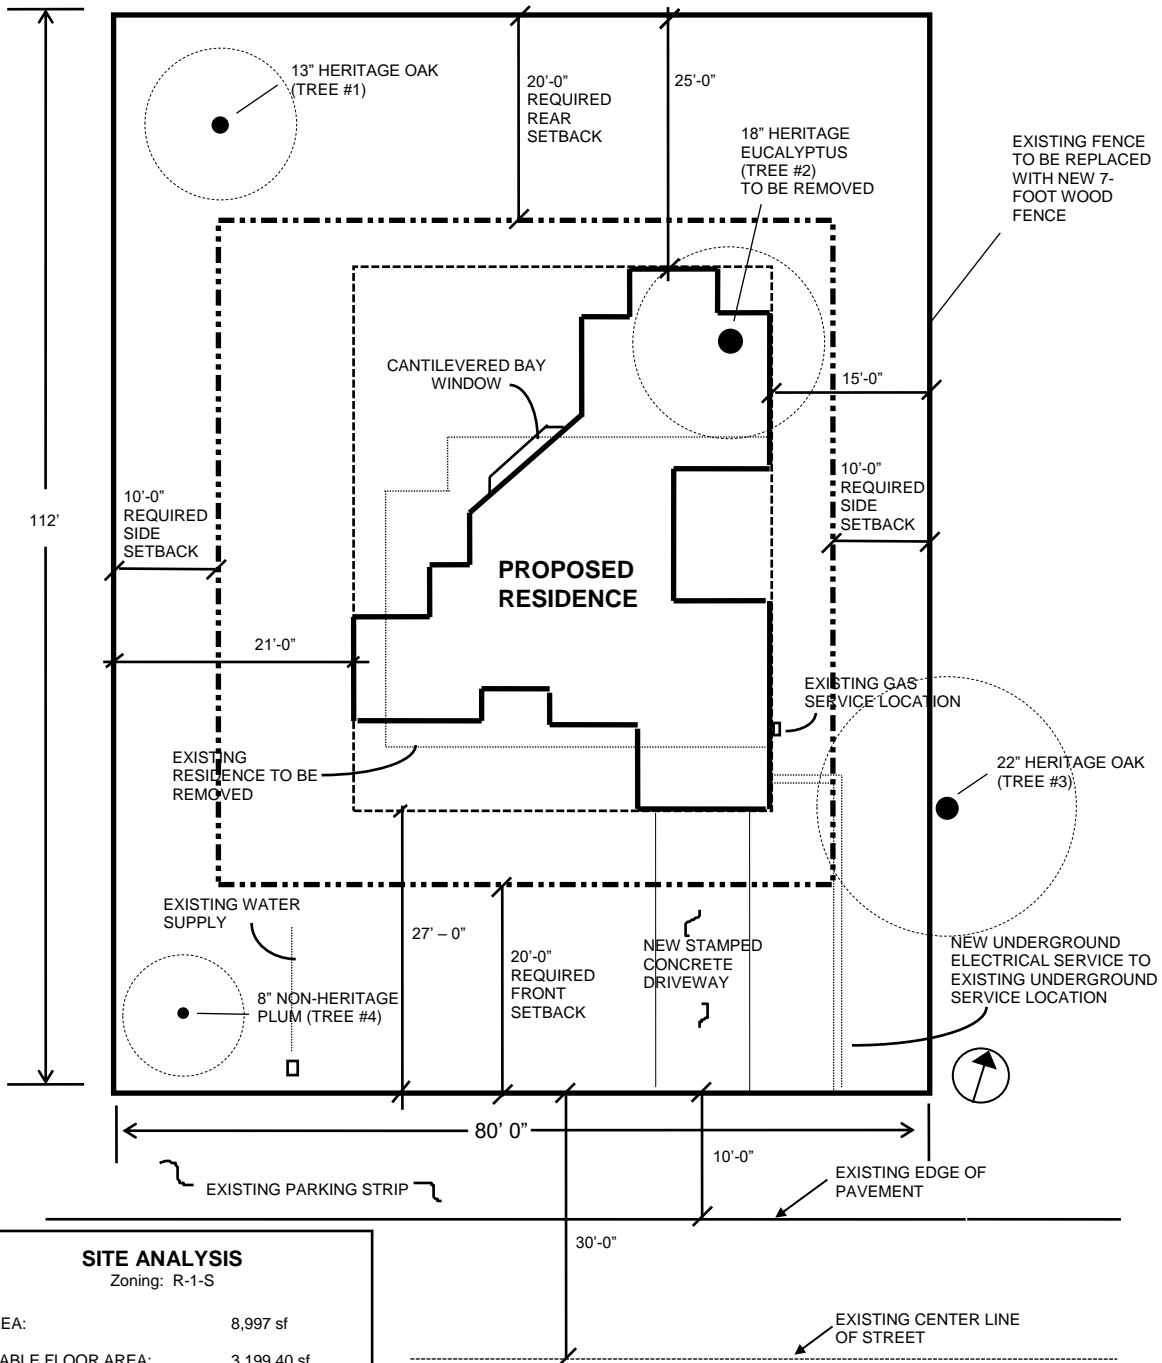 13” HERITAGE OAK
(TREE #1)
20’-0”
REQUIRED
REAR
SETBACK
25’-0”
18” HERITAGE
EUCALYPTUS
(TREE #2)
TO BE REMOVED
EXISTING FENCE
TO BE REPLACED
WITH NEW 7-
FOOT WOOD
FENCE
CANTILEVERED BAY
WINDOW
15’-0”
112’
10’-0”
REQUIRED
SIDE
SETBACK
10’-0”
REQUIRED
SIDE
SETBACK
PROPOSED
RESIDENCE
21’-0”
EXISTING GAS
SERVICE LOCATION
EXISTING
RESIDENCE TO BE
REMOVED
22” HERITAGE OAK
(TREE #3)
EXISTING WATER
SUPPLY
27’ – 0”
20’-0”
REQUIRED
FRONT
SETBACK
NEW STAMPED
CONCRETE
DRIVEWAY
NEW UNDERGROUND
ELECTRICAL SERVICE TO
EXISTING UNDERGROUND
SERVICE LOCATION
8” NON-HERITAGE
PLUM (TREE #4)
80’ 0”
10’-0”
EXISTING PARKING STRIP
EXISTING EDGE OF
PAVEMENT
30’-0”
SITE ANALYSIS
Zoning: R-1-S
EA: 8,997 sf
ABLE FLOOR AREA: 3,199.40 sf
EXISTING CENTER LINE
OF STREET